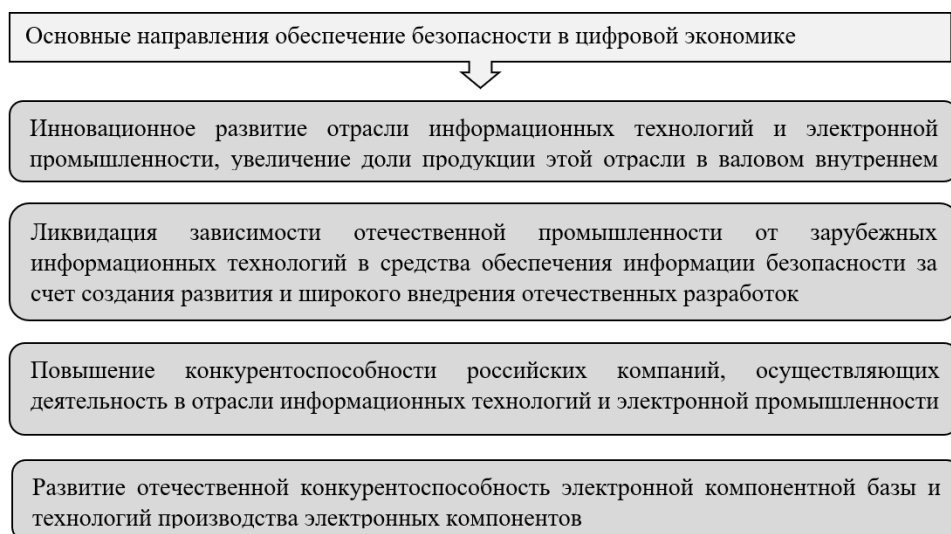 Основные направления обеспечение безопасности в цифровой экономике
Инновационное развитие отрасли информационных технологий и электронной
промышленности, увеличение доли продукции этой отрасли в валовом внутреннем
Ликвидация зависимости отечественной промышленности от зарубежных
информационных технологий в средства обеспечения информации безопасности за
счет создания развития и широкого внедрения отечественных разработок
Повышение конкурентоспособности российских компаний, осуществляющих
деятельность в отрасли информационных технологий и электронной промышленности
Развитие отечественной конкурентоспособность электронной компонентной базы и
технологий производства электронных компонентов